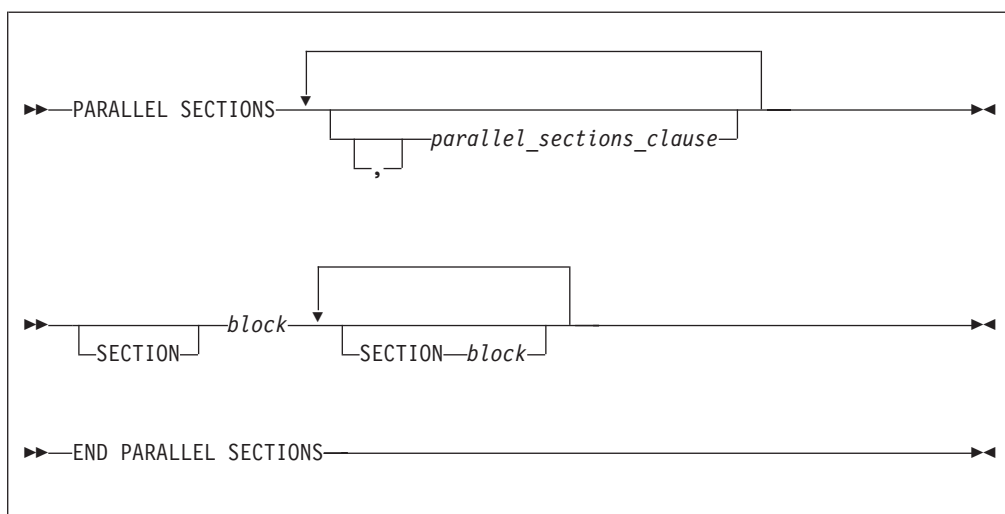 PARALLEL SECTIONS
parallel_sections_clause
,
block
SECTION
SECTION block
END PARALLEL SECTIONS